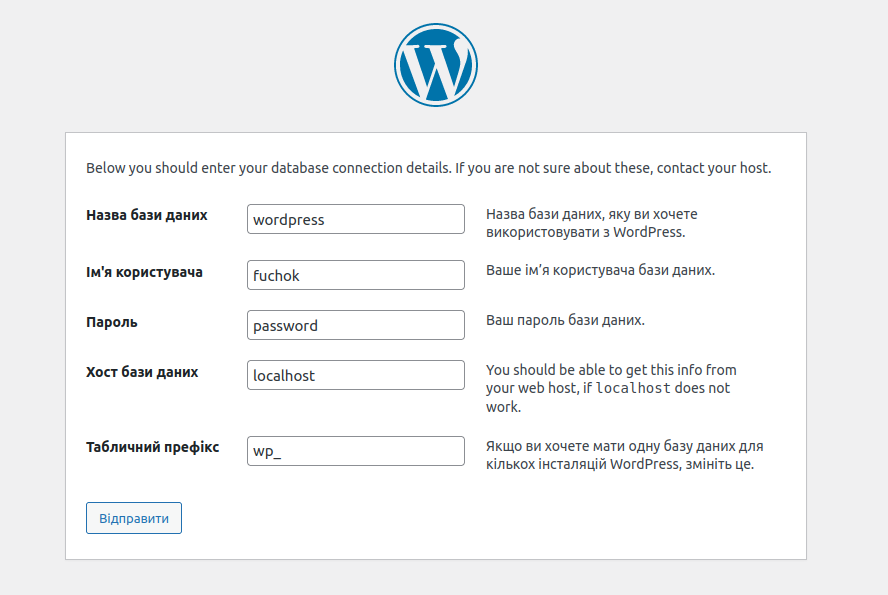 Below you should enter your database connection details. If you are not sure about these, contact your host.
Назва бази даних
wordpress
Назва бази даних, яку ви хочете
використовувати з WordPress.
Ім'я користувача
fuchok
Ваше ім’я користувача бази даних.
Пароль
password
Ваш пароль бази даних.
Хост бази даних
localhost
You should be able to get this info from
your web host, if localhost does not
work.
Табличний префікс
wp_
Якщо ви хочете мати одну базу даних для
кількох інсталяцій WordPress, змініть це.
Відправити